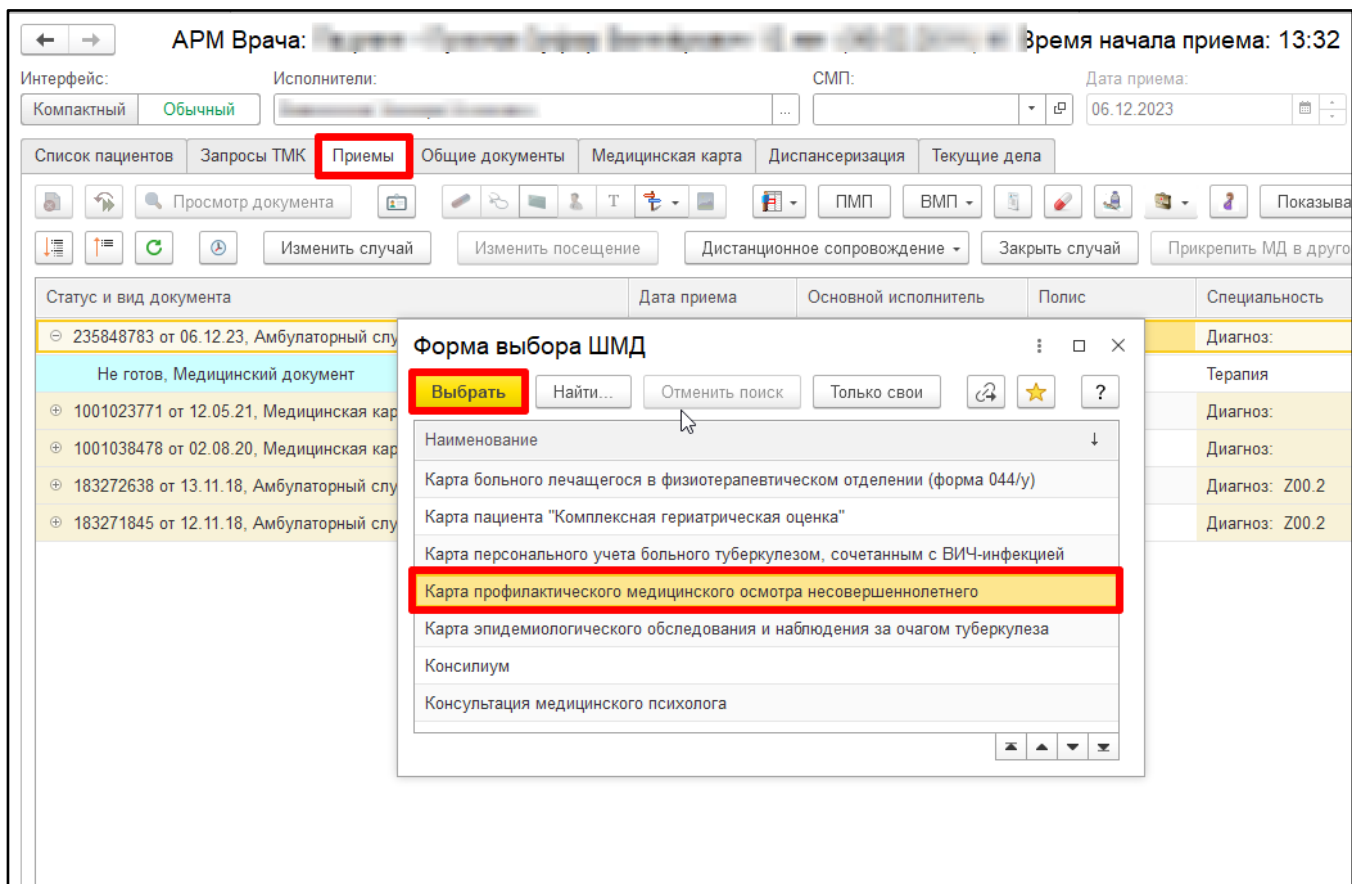 АРМ Врача: Время начала приема: 13:32
Интерфейс: Исполнители: СМП: Дата приема:
Компактный Обычный ... 06.12.2023
Список пациентов Запросы ТМК Приемы Общие документы Медицинская карта Диспансеризация Текущие дела
Просмотр документа T ПМП ВМП Показыва
Изменить случай Изменить посещение Дистанционное сопровождение Закрыть случай Прикрепить МД в друго
Статус и вид документа Дата приема Основной исполнитель Полис Специальность
235848783 от 06.12.23, Амбулаторный слу Диагноз:
Не готов, Медицинский документ Терапия
1001023771 от 12.05.21, Медицинская кар Диагноз:
1001038478 от 02.08.20, Медицинская кар Диагноз:
183272638 от 13.11.18, Амбулаторный слу Диагноз: Z00.2
183271845 от 12.11.18, Амбулаторный слу Диагноз: Z00.2
Форма выбора ШМД
Выбрать Найти... Отменить поиск Только свои ?
Наименование
Карта больного лечащегося в физиотерапевтическом отделении (форма 044/у)
Карта пациента "Комплексная гериатрическая оценка"
Карта персонального учета больного туберкулезом, сочетанным с ВИЧ-инфекцией
Карта профилактического медицинского осмотра несовершеннолетнего
Карта эпидемиологического обследования и наблюдения за очагом туберкулеза
Консилиум
Консультация медицинского психолога